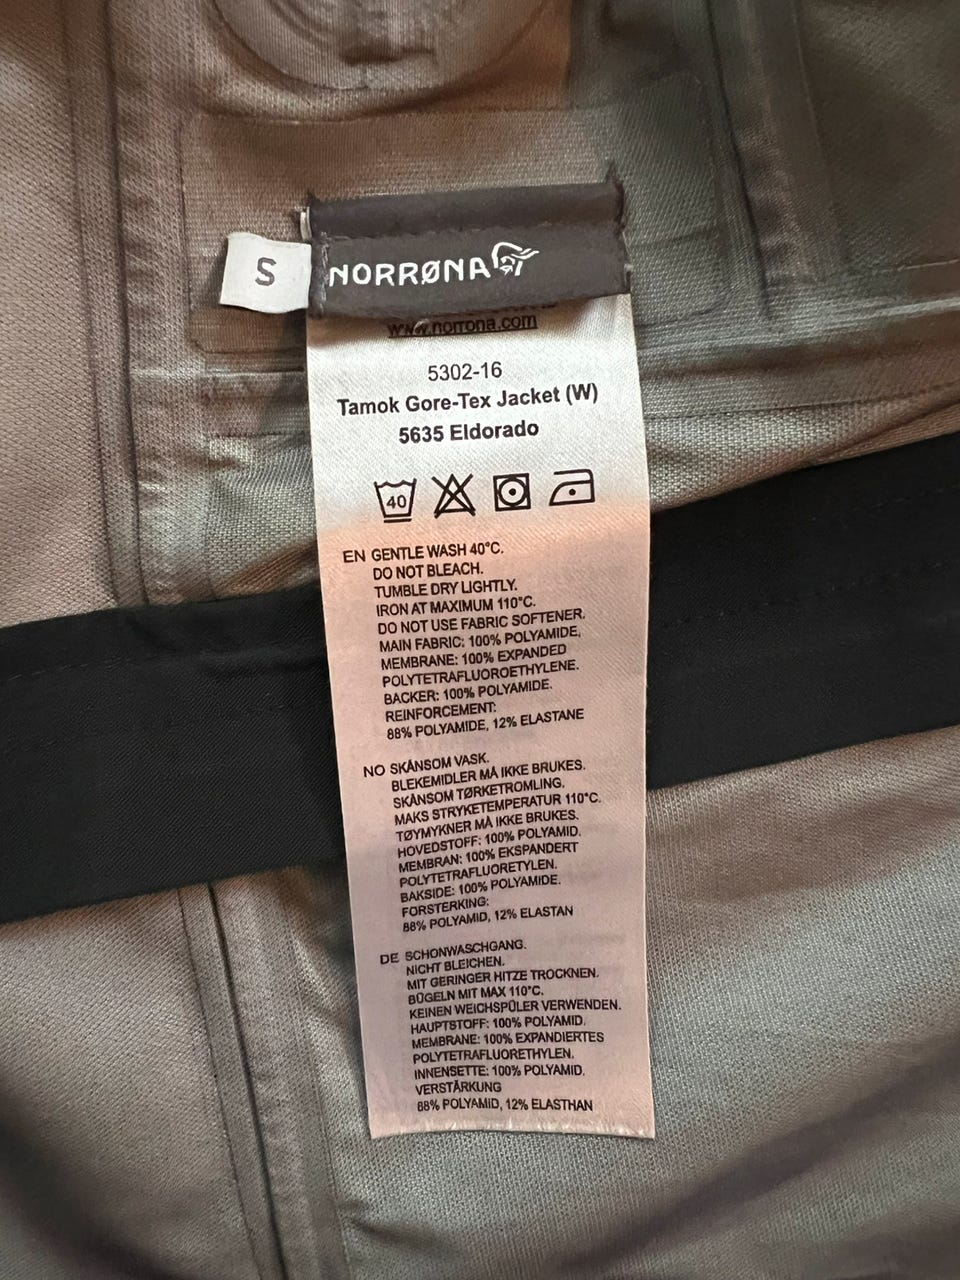 S
NORRØNA
www.norrona.com
5302-16
Tamok Gore-Tex Jacket (W)
5635 Eldorado
40
EN GENTLE WASH 40°C.
DO NOT BLEACH.
TUMBLE DRY LIGHTLY.
IRON AT MAXIMUM 110°C.
DO NOT USE FABRIC SOFTENER.
MAIN FABRIC: 100% POLYAMIDE,
MEMBRANE: 100% EXPANDED
POLYTETRAFLUOROETHYLENE.
BACKER: 100% POLYAMIDE.
REINFORCEMENT:
88% POLYAMIDE, 12% ELASTANE
NO SKÅNSOM VASK.
BLEKEMIDLER MÅ IKKE BRUKES.
SKÅNSOM TØRKETROMLING.
MAKS STRYKETEMPERATUR 110°C.
TØYMYKNER MÅ IKKE BRUKES.
HOVEDSTOFF: 100% POLYAMID.
MEMBRAN: 100% EKSPANDERT
POLYTETRAFLUORETYLEN.
BAKSIDE: 100% POLYAMIDE.
FORSTERKING:
88% POLYAMID, 12% ELASTAN
DE SCHONWASCHGANG.
NICHT BLEICHEN.
MIT GERINGER HITZE TROCKNEN.
BÜGELN MIT MAX 110°C.
KEINEN WEICHSPÜLER VERWENDEN.
HAUPTSTOFF: 100% POLYAMID.
MEMBRANE: 100% EXPANDIERTES
POLYTETRAFLUORETHYLEN.
INNENSETTE: 100% POLYAMID,
VERSTÄRKUNG
88% POLYAMID, 12% ELASTHAN